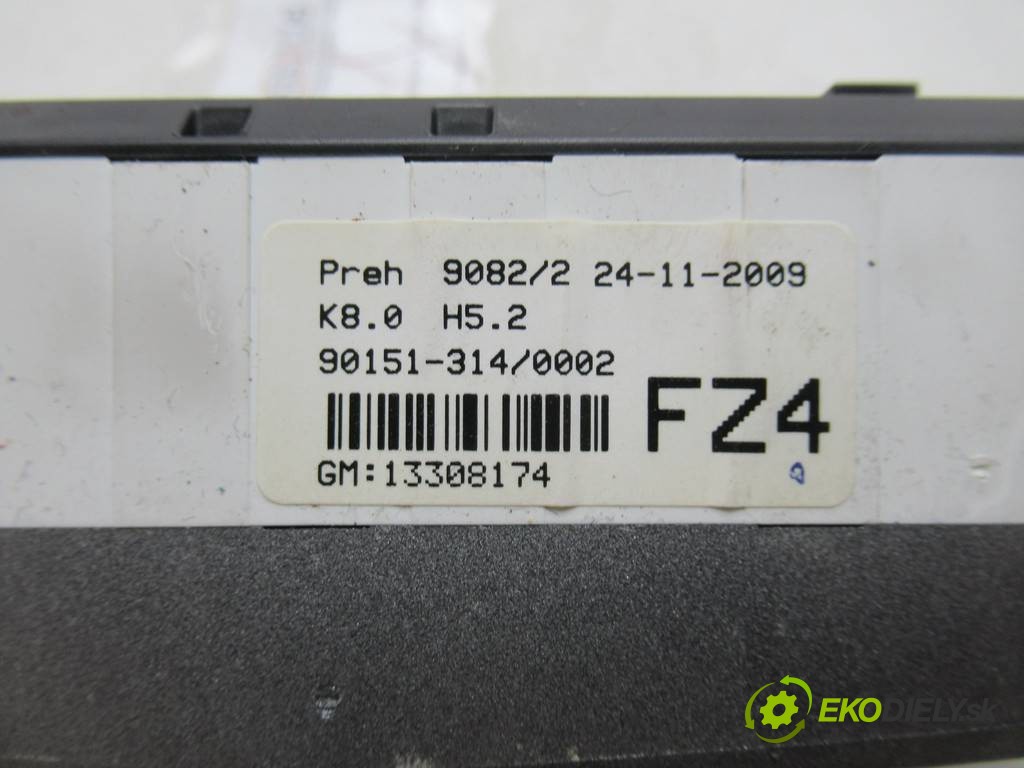 Preh 9082/2 24-11-2009
K8.0 H5.2
90151-314/0002
FZ4
GM:13308174
EKODIELY.sk